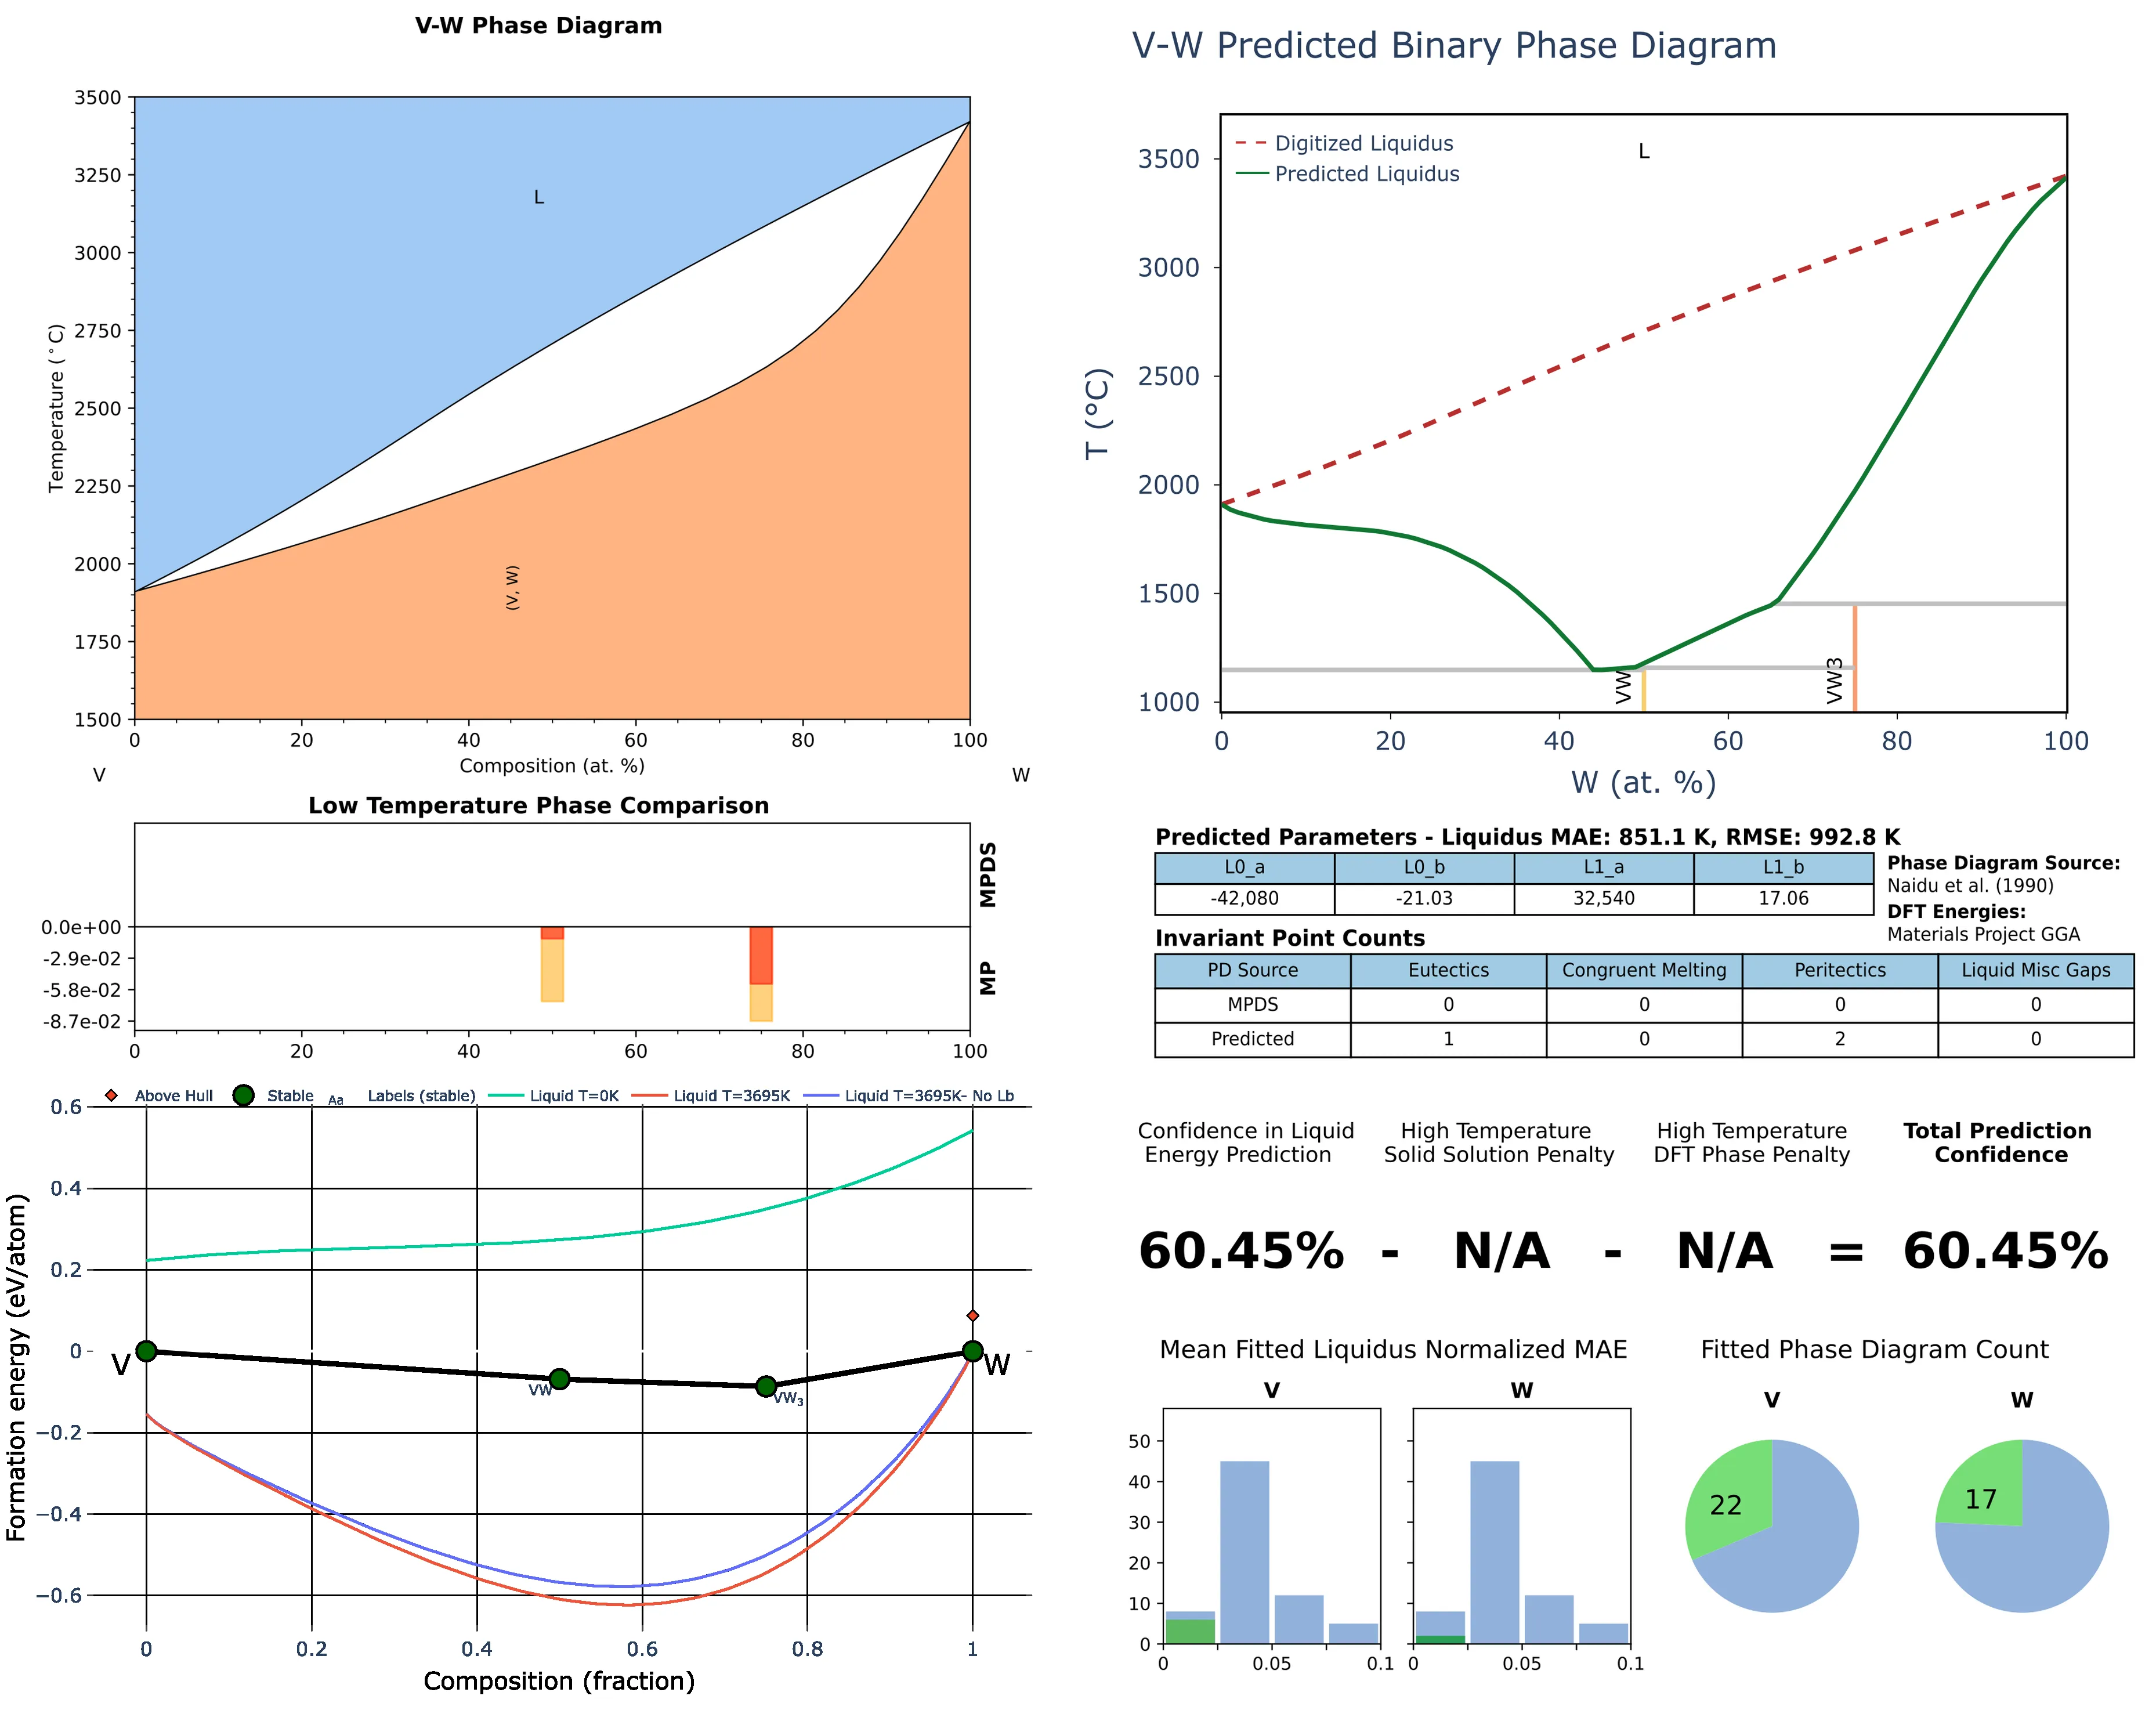 V-W Phase Diagram
3500
3250
3000
2750
2500
2250
2000
1750
1500
Temperature (°C)
L
(V, W)
0 20 40 60 80 100
Composition (at. %)
V W
Low Temperature Phase Comparison
0.0e+00
-2.9e-02
-5.8e-02
-8.7e-02
MPDS
MP
0 20 40 60 80 100
Above Hull Stable Aa Labels (stable) Liquid T=0K Liquid T=3695K Liquid T=3695K- No Lb
0.6
0.4
0.2
0
−0.2
−0.4
−0.6
Formation energy (eV/atom)
V
VW
VW3
W
0 0.2 0.4 0.6 0.8 1
Composition (fraction)
V-W Predicted Binary Phase Diagram
Digitized Liquidus
Predicted Liquidus
L
3500
3000
2500
2000
1500
1000
T (°C)
VW
VW3
0 20 40 60 80 100
W (at. %)
Predicted Parameters - Liquidus MAE: 851.1 K, RMSE: 992.8 K
L0_a L0_b L1_a L1_b
-42,080 -21.03 32,540 17.06
Phase Diagram Source:
Naidu et al. (1990)
DFT Energies:
Materials Project GGA
Invariant Point Counts
PD Source Eutectics Congruent Melting Peritectics Liquid Misc Gaps
MPDS 0 0 0 0
Predicted 1 0 2 0
Confidence in Liquid
Energy Prediction
High Temperature
Solid Solution Penalty
High Temperature
DFT Phase Penalty
Total Prediction
Confidence
60.45% - N/A - N/A = 60.45%
Mean Fitted Liquidus Normalized MAE
V W
50
40
30
20
10
0
0 0.05 0.1
0 0.05 0.1
Fitted Phase Diagram Count
V W
22 17